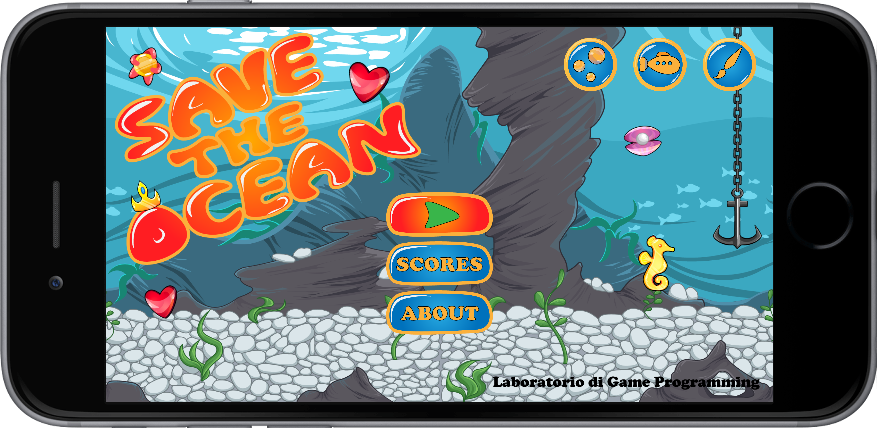 SAVE
THE
OCEAN
SCORES
ABOUT
Laboratorio di Game Programming